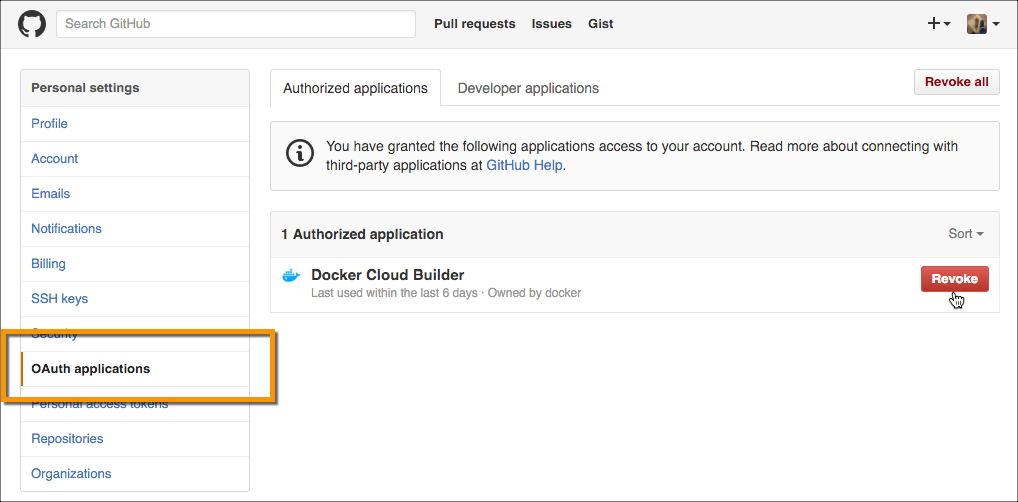 Search GitHub
Pull requests
Issues
Gist
Personal settings
Profile
Account
Emails
Notifications
Billing
SSH keys
Security
OAuth applications
Personal access tokens
Repositories
Organizations
Authorized applications
Developer applications
Revoke all
You have granted the following applications access to your account. Read more about connecting with
third-party applications at GitHub Help.
1 Authorized application
Sort
Docker Cloud Builder
Last used within the last 6 days · Owned by docker
Revoke